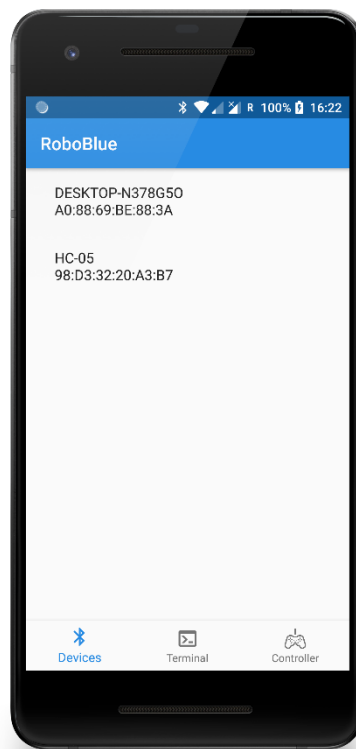 R 100% 16:22
RoboBlue
DESKTOP-N378G5O
A0:88:69:BE:88:3A
HC-05
98:D3:32:20:A3:B7
Devices
Terminal
Controller